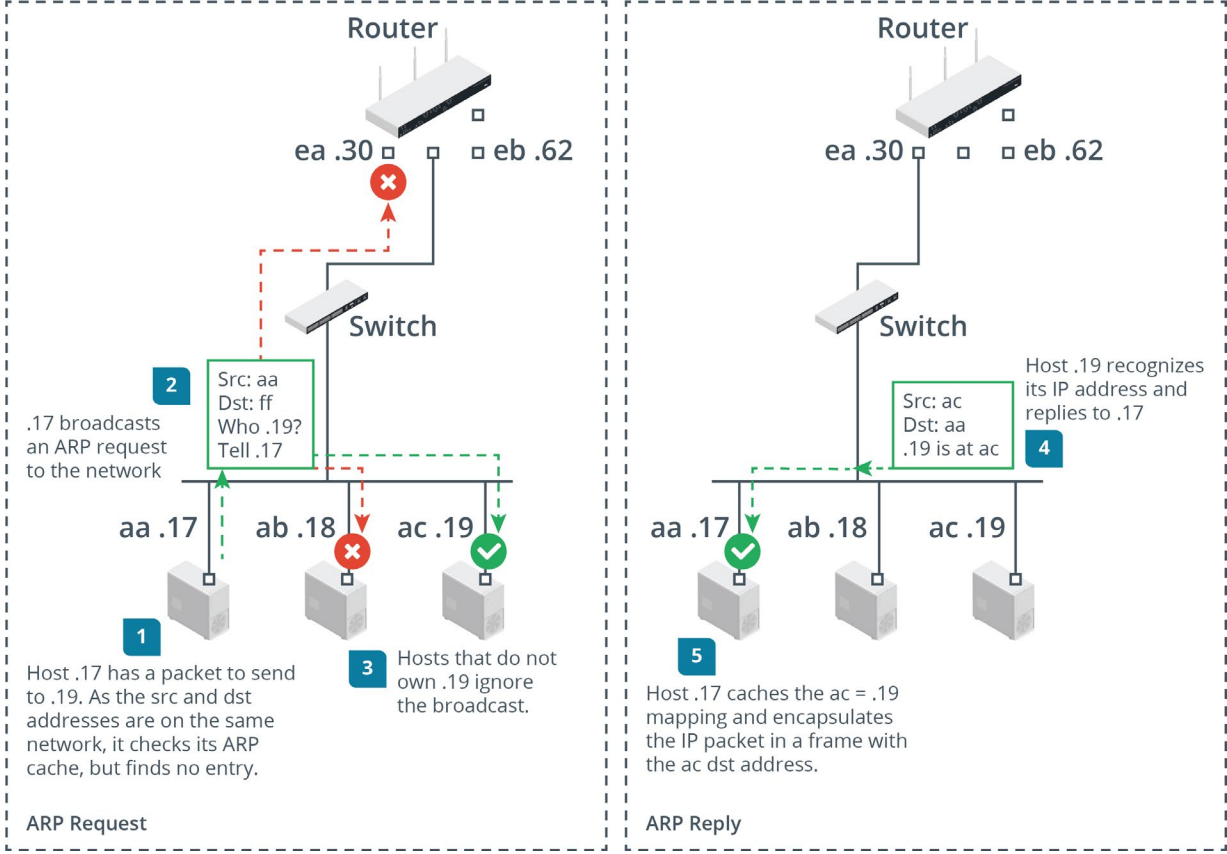 Router
ea .30
eb .62
Switch
2
Src: aa
Dst: ff
Who .19?
Tell .17
.17 broadcasts
an ARP request
to the network
aa .17
ab .18
ac .19
1
Host .17 has a packet to send
to .19. As the src and dst
addresses are on the same
network, it checks its ARP
cache, but finds no entry.
3
Hosts that do not
own .19 ignore
the broadcast.
ARP Request
Router
ea .30
eb .62
Switch
Host .19 recognizes
its IP address and
replies to .17
4
Src: ac
Dst: aa
.19 is at ac
aa .17
ab .18
ac .19
5
Host .17 caches the ac = .19
mapping and encapsulates
the IP packet in a frame with
the ac dst address.
ARP Reply